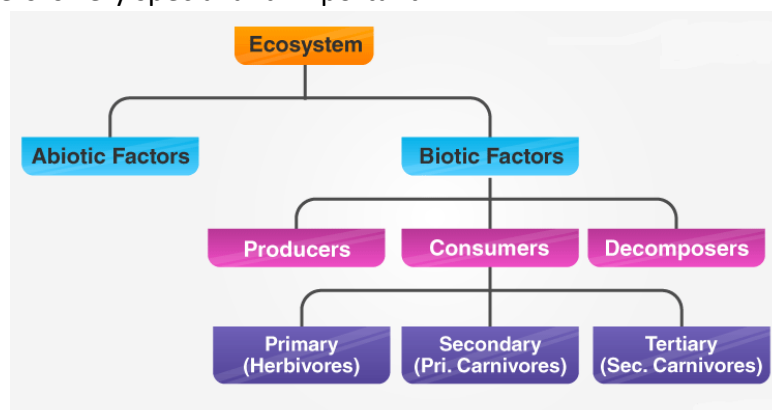 Ecosystem
Abiotic Factors
Biotic Factors
Producers
Consumers
Decomposers
Primary
(Herbivores)
Secondary
(Pri. Carnivores)
Tertiary
(Sec. Carnivores)